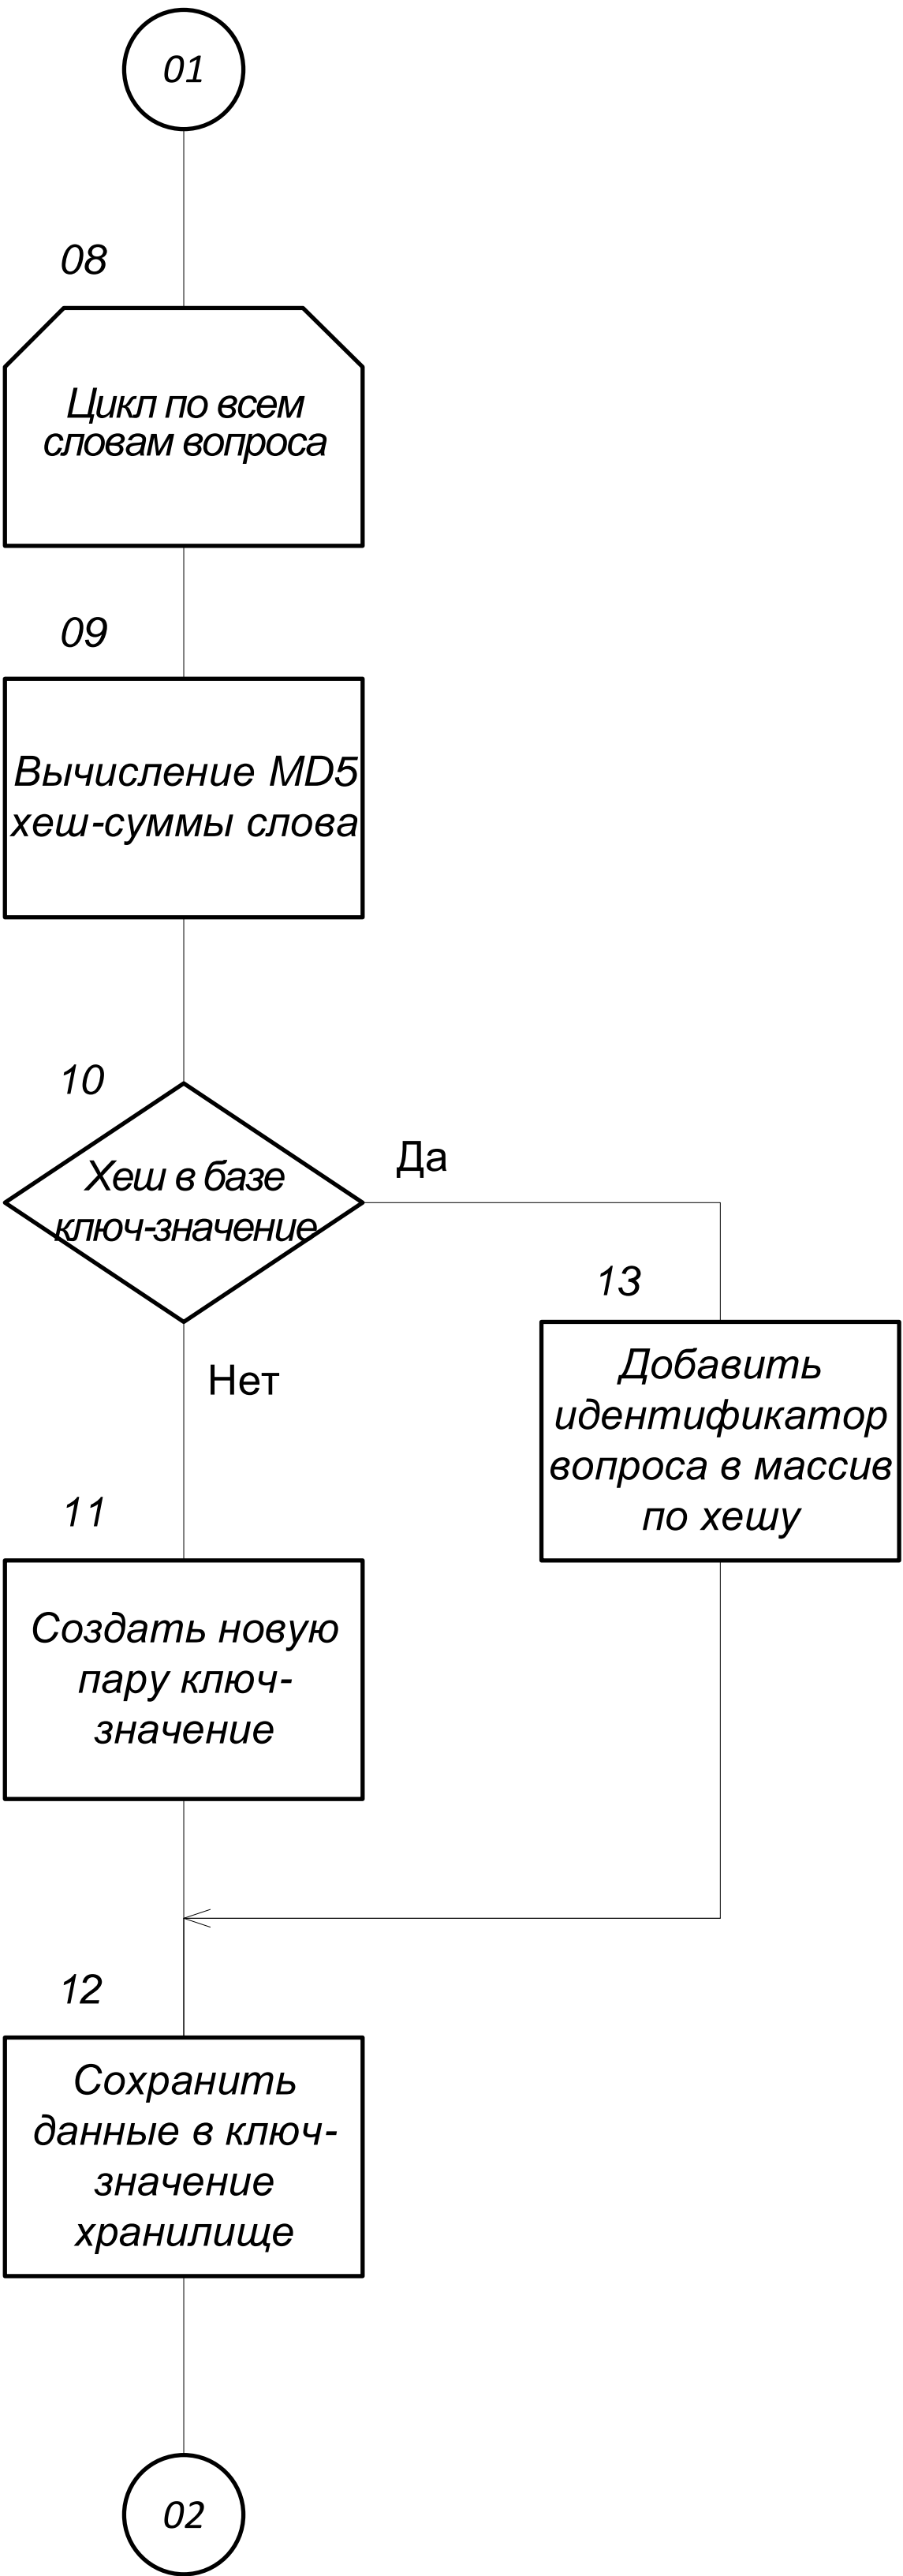 01
08
Цикл по всем
словам вопроса
09
Вычисление MD5
хеш-суммы слова
10
Хеш в базе
ключ-значение
Да
Нет
13
Добавить
идентификатор
вопроса в массив
по хешу
11
Создать новую
пару ключ-
значение
12
Сохранить
данные в ключ-
значение
хранилище
02